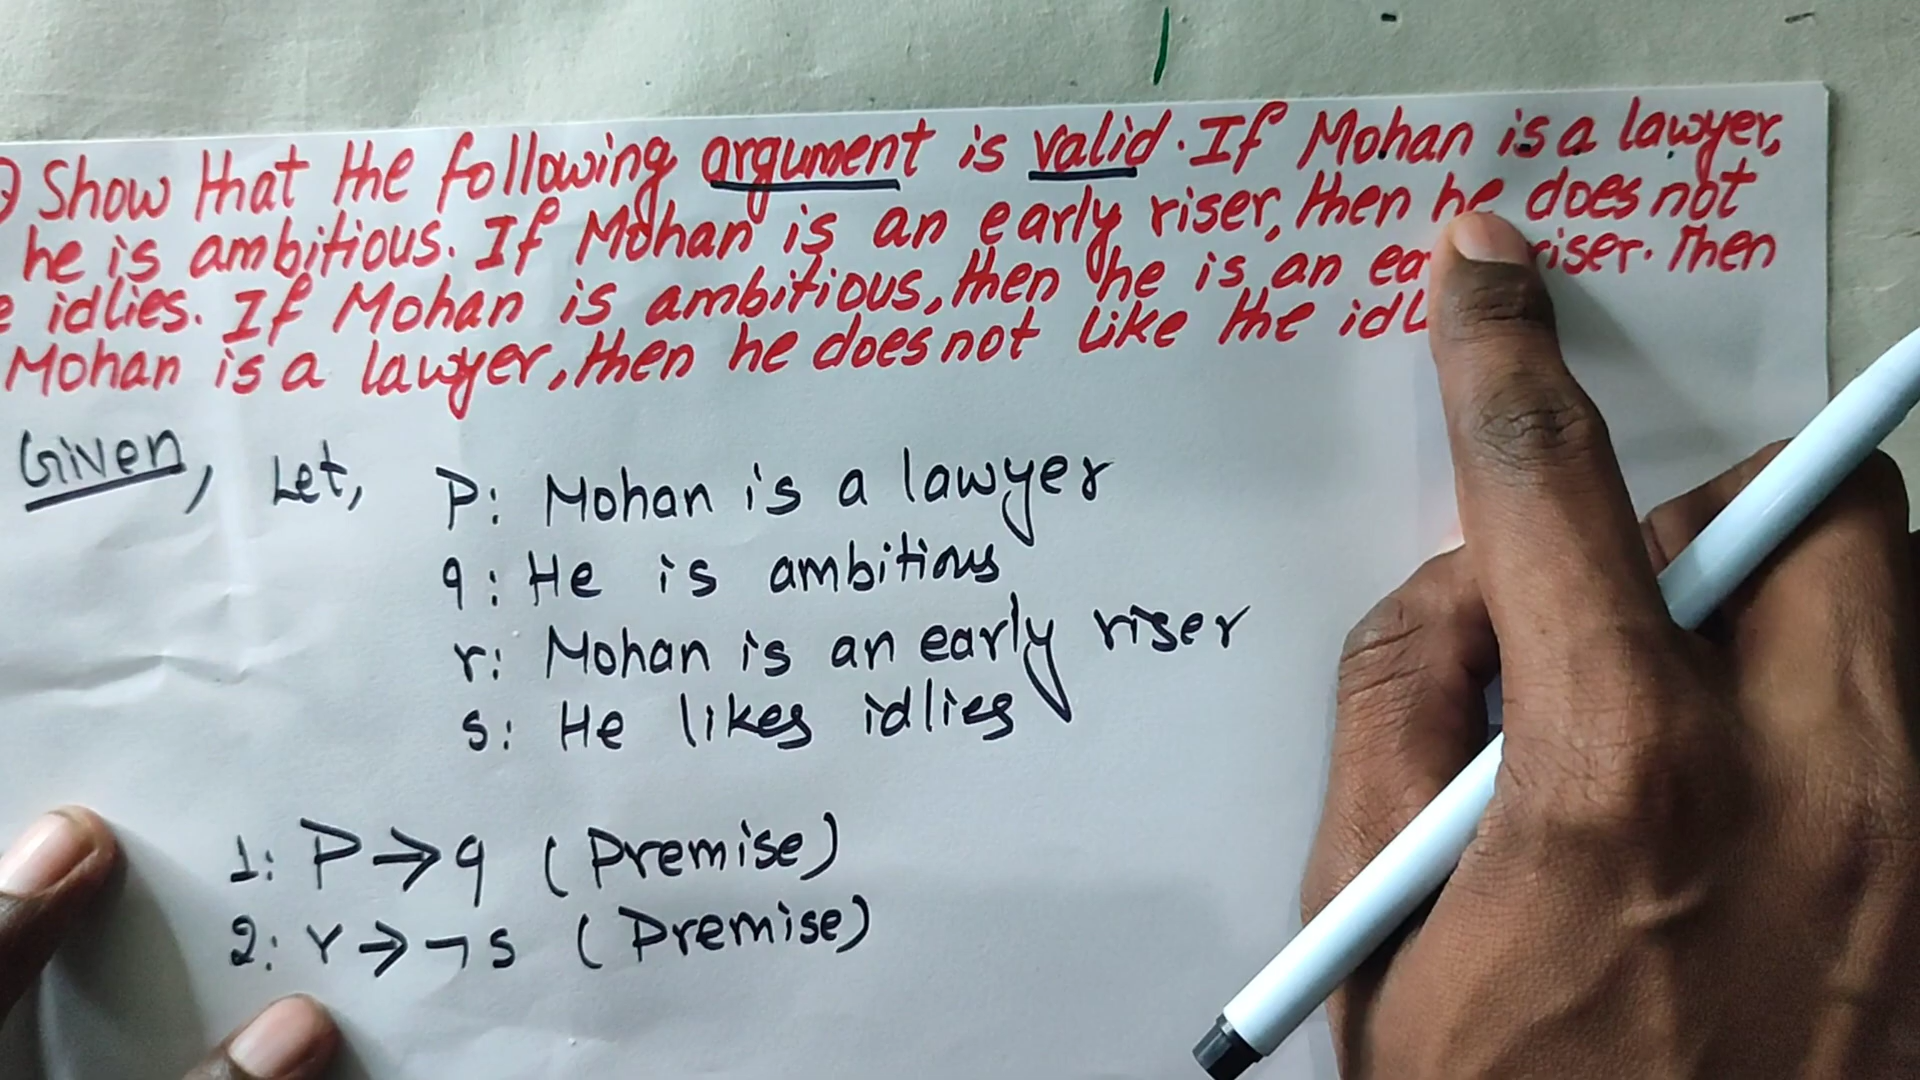 Show that the following argument is valid. If Mohan is a lawyer,
he is ambitious. If Mohan is an early riser, then he does not
idlies. If Mohan is ambitious, then he is an riser. Then
Mohan is a lawyer, then he does not like the
Given, Let, P: Mohan is a lawyer
q: He is ambitious
r: Mohan is an early riser
s: He likes idlies
1: P→q (Premise)
2: r→¬s (Premise)